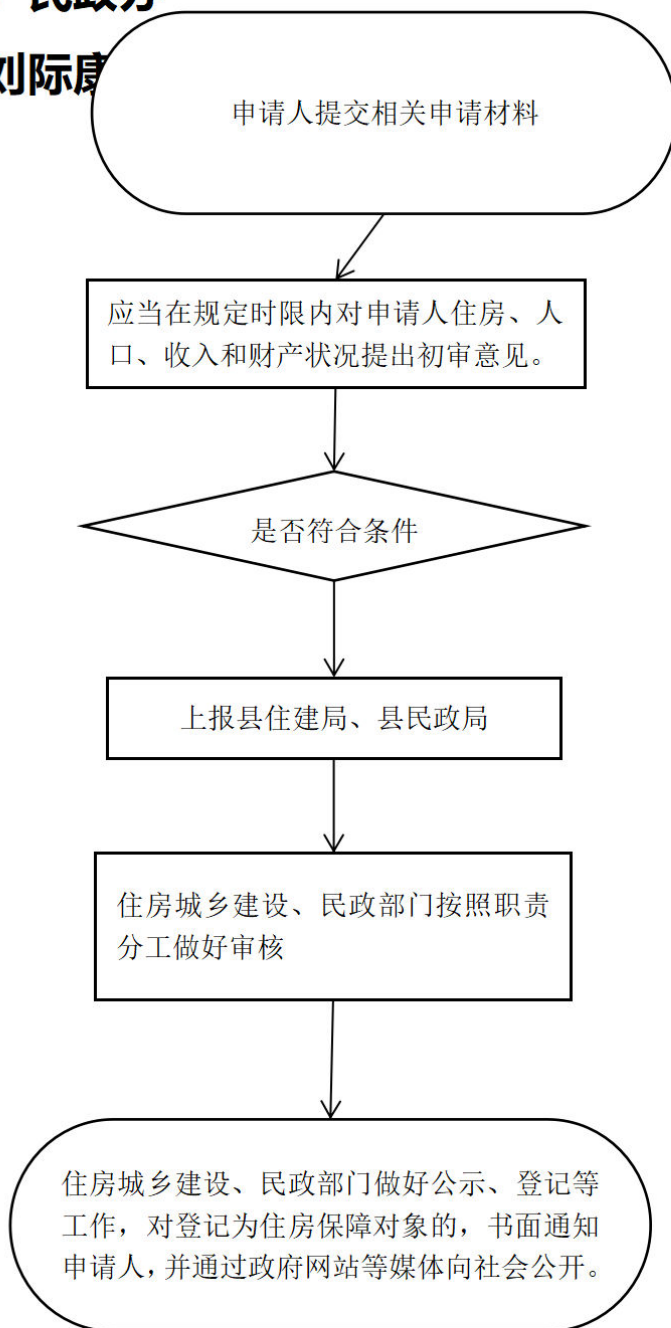 民政办
刘际康
申请人提交相关申请材料
应当在规定时限内对申请人住房、人
口、收入和财产状况提出初审意见。
是否符合条件
上报县住建局、县民政局
住房城乡建设、民政部门按照职责
分工做好审核
住房城乡建设、民政部门做好公示、登记等
工作，对登记为住房保障对象的，书面通知
申请人，并通过政府网站等媒体向社会公开。